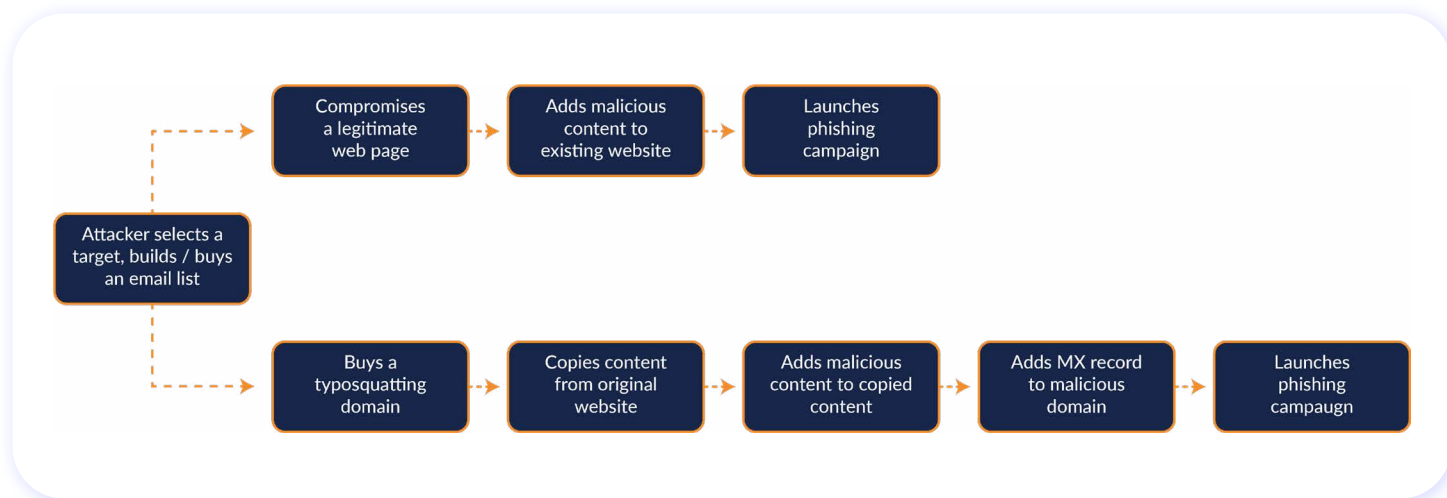 Compromises
a legitimate
web page
Adds malicious
content to
existing website
Launches
phishing
campaign
Attacker selects a
target, builds / buys
an email list
Buys a
typosquatting
domain
Copies content
from original
website
Adds malicious
content to copied
content
Adds MX record
to malicious
domain
Launches
phishing
campaugn